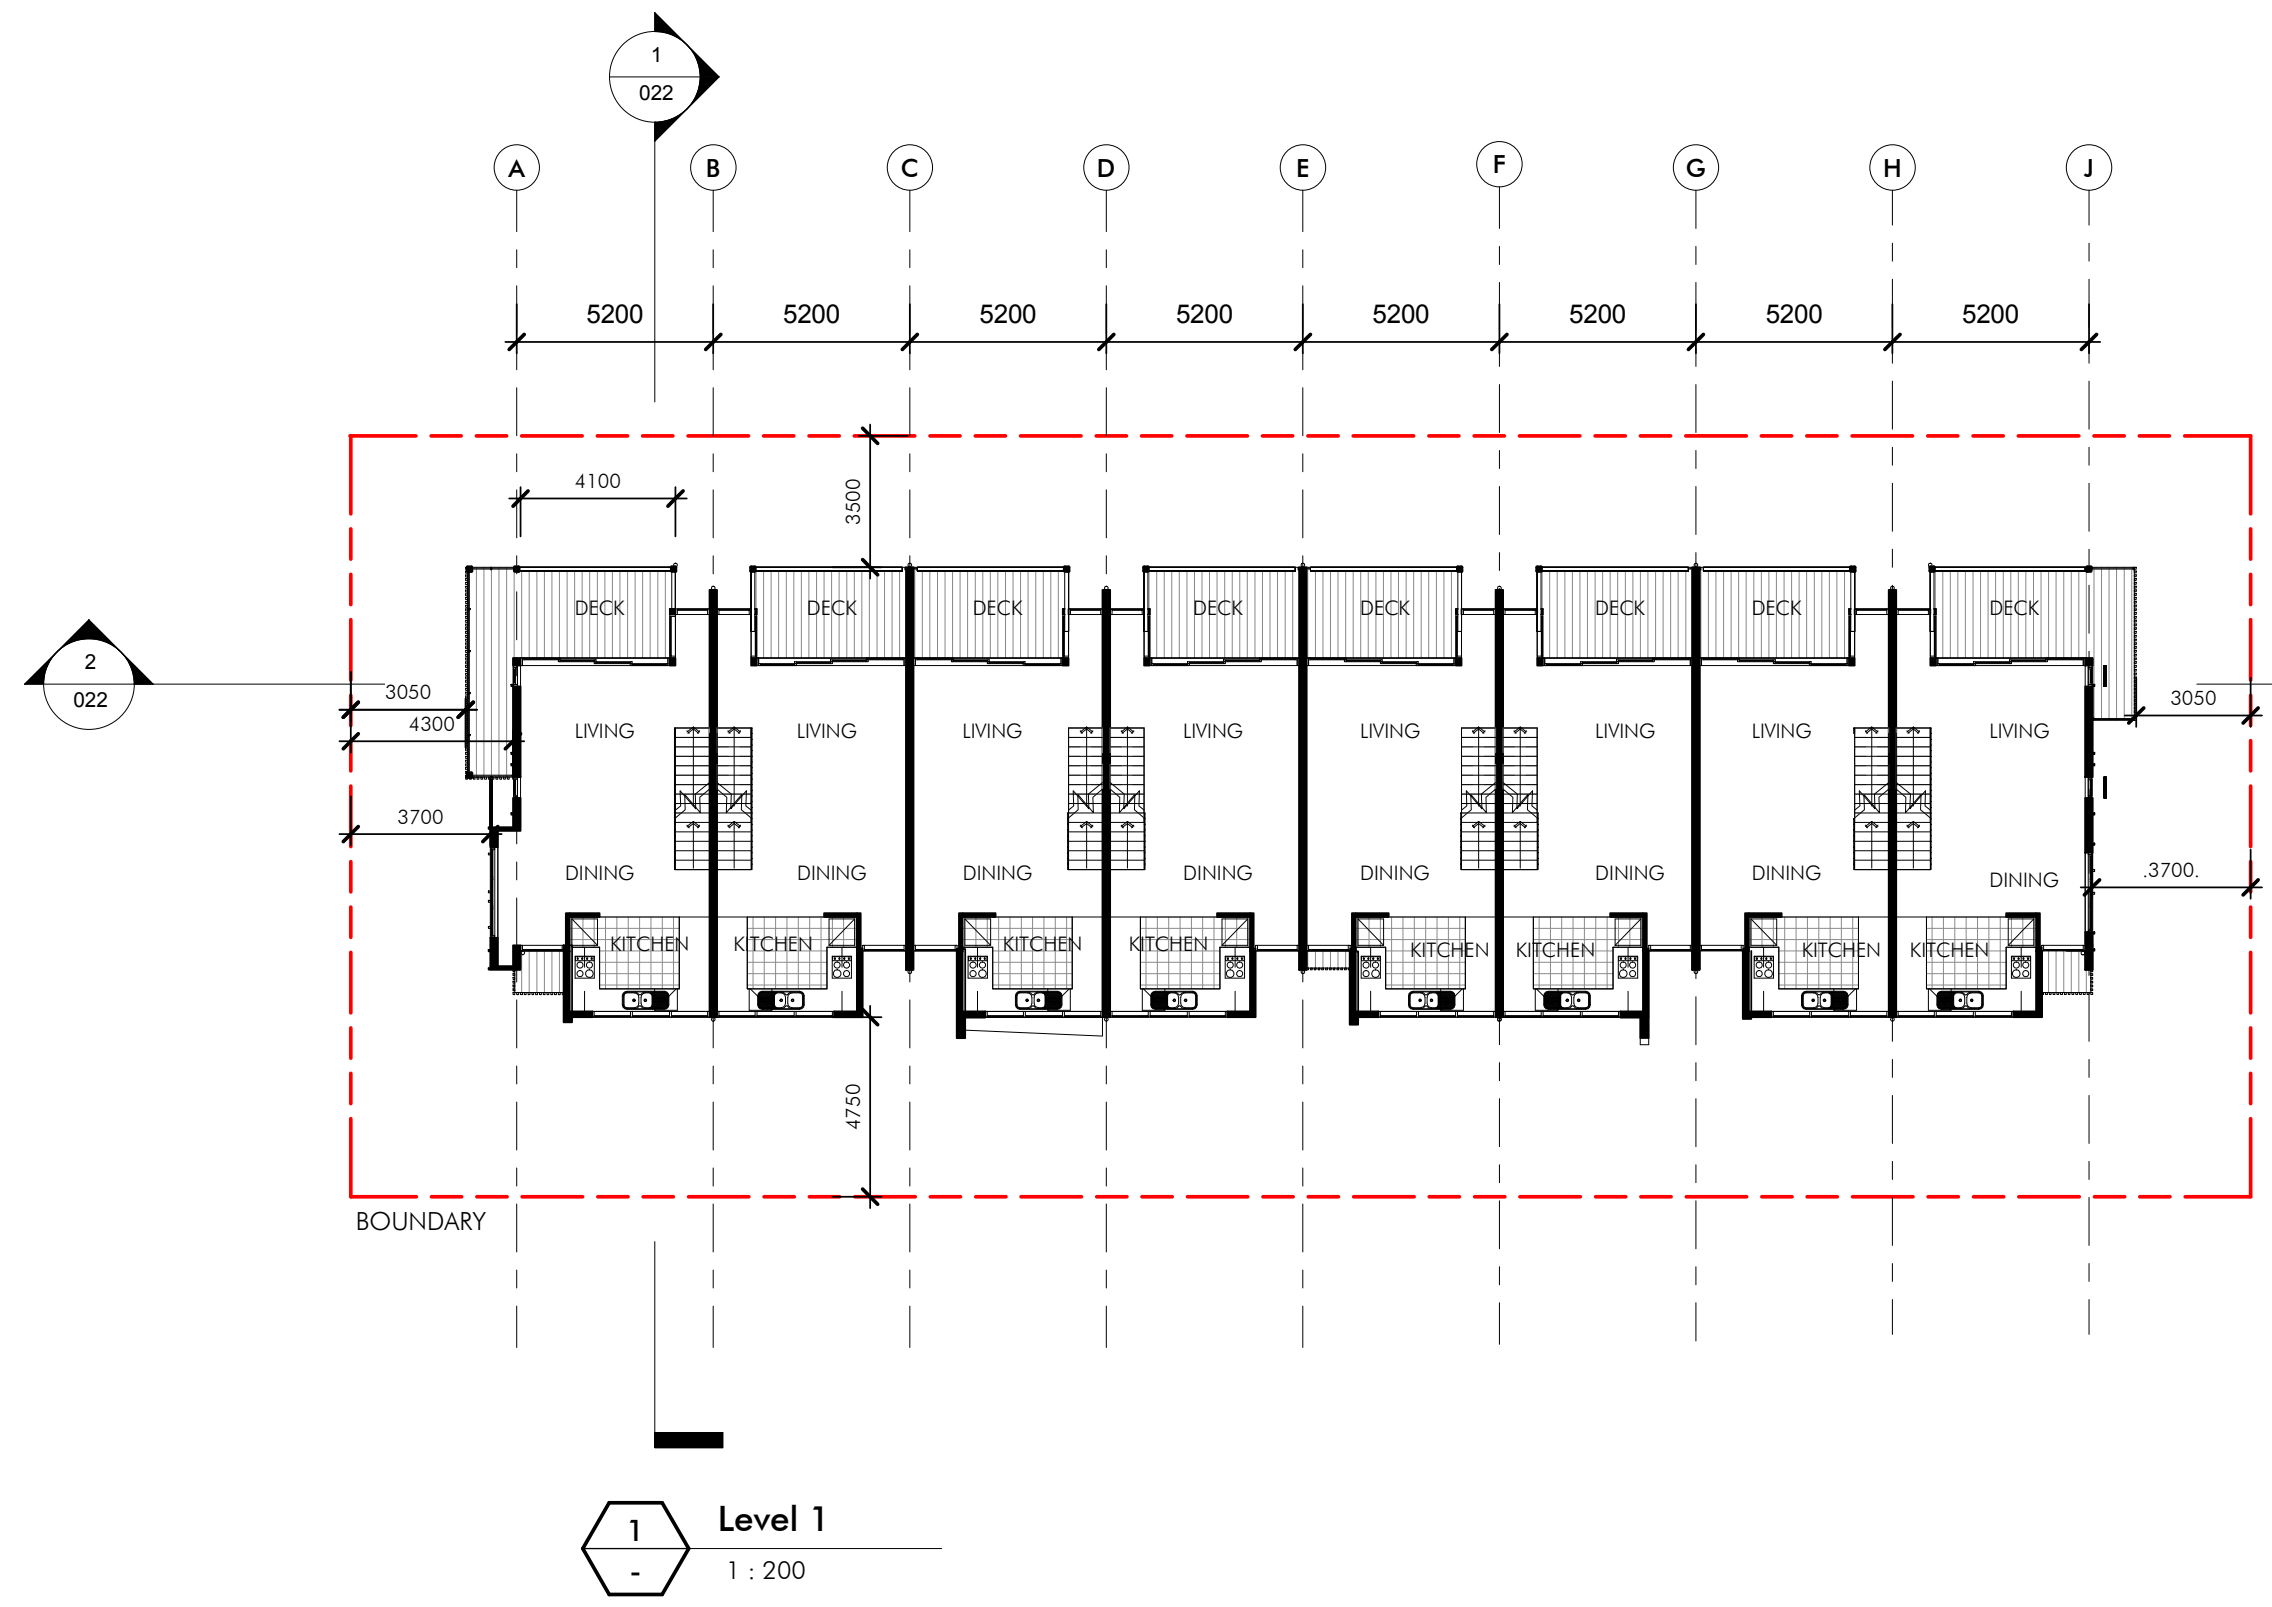 1
022
A B C D E F G H J
5200 5200 5200 5200 5200 5200 5200 5200
4100
3500
DECK DECK DECK DECK DECK DECK DECK DECK
2
022
3050
3050
4300
LIVING LIVING LIVING LIVING LIVING LIVING LIVING LIVING
3700
DINING DINING DINING DINING DINING DINING DINING DINING
.3700.
KITCHEN KITCHEN KITCHEN KITCHEN KITCHEN KITCHEN KITCHEN KITCHEN
4750
BOUNDARY
1
-
Level 1
1 : 200